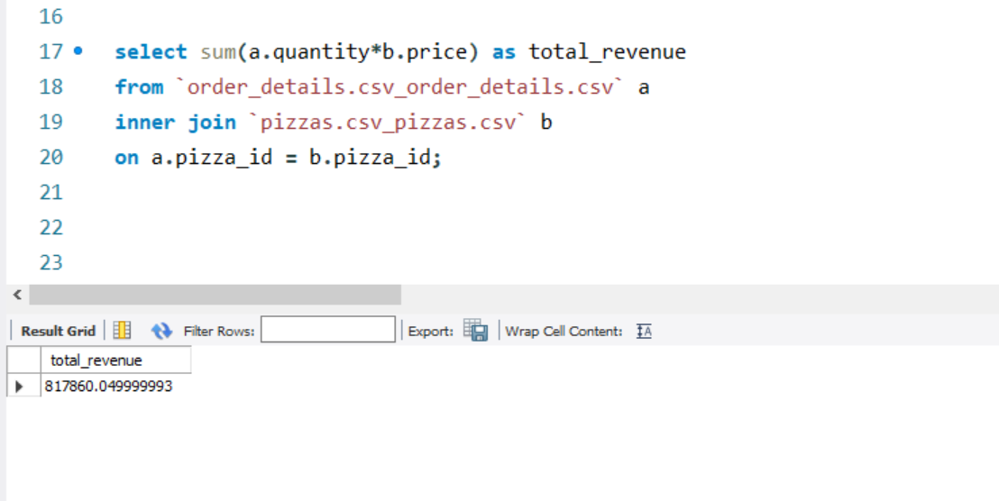 16
17 select sum(a.quantity*b.price) as total_revenue
18 from `order_details.csv_order_details.csv` a
19 inner join `pizzas.csv_pizzas.csv` b
20 on a.pizza_id = b.pizza_id;
21
22
23
Result Grid Filter Rows: Export: Wrap Cell Content: IA
total_revenue
817860.049999993